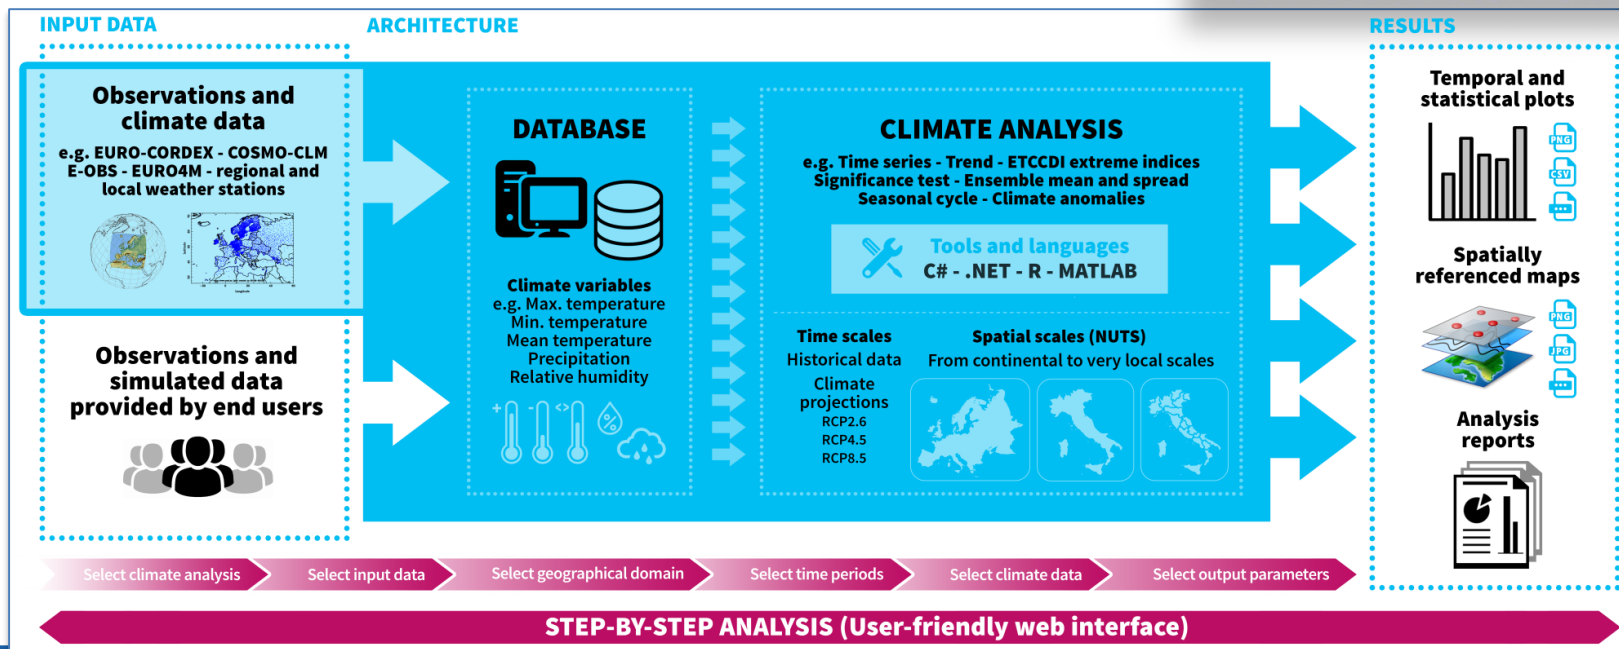 INPUT DATA
ARCHITECTURE
RESULTS
Observations and
climate data
e.g. EURO-CORDEX - COSMO-CLM
E-OBS - EURO4M - regional and
local weather stations
Observations and
simulated data
provided by end users
DATABASE
Climate variables
e.g. Max. temperature
Min. temperature
Mean temperature
Precipitation
Relative humidity
+ - <> %
CLIMATE ANALYSIS
e.g. Time series - Trend - ETCCDI extreme indices
Significance test - Ensemble mean and spread
Seasonal cycle - Climate anomalies
Tools and languages
C# - .NET - R - MATLAB
Time scales
Historical data
Climate
projections
RCP2.6
RCP4.5
RCP8.5
Spatial scales (NUTS)
From continental to very local scales
Temporal and
statistical plots
PNG
CSV
...
Spatially
referenced maps
PNG
JPG
...
Analysis
reports
Select climate analysis
Select input data
Select geographical domain
Select time periods
Select climate data
Select output parameters
STEP-BY-STEP ANALYSIS (User-friendly web interface)